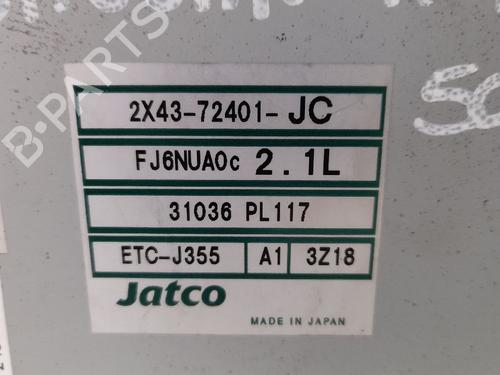 2X43-72401-JC
FJ6NUA0c 2.1L
31036 PL117
ETC-J355 A1 3Z18
Jatco
MADE IN JAPAN
B-PARTS